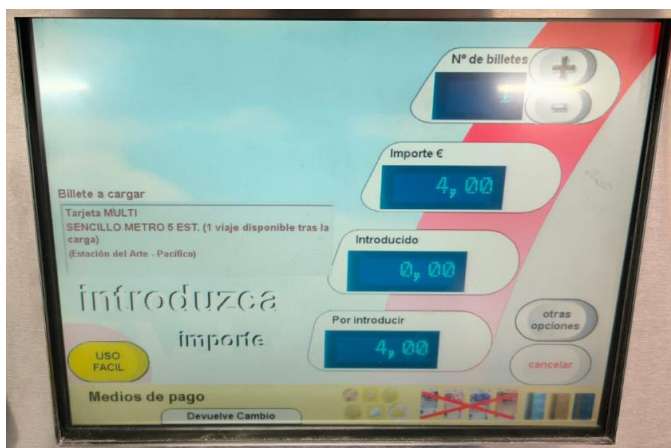 Nº de billetes
+
-
Importe €
4,00
Billete a cargar
Tarjeta MULTI
SENCILLO METRO 5 EST. (1 viaje disponible tras la
carga)
(Estación del Arte - Pacífico)
Introducido
0,00
introduzca
importe
Por introducir
4,00
otras
opciones
USO
FACIL
cancelar
Medios de pago
Devuelve Cambio